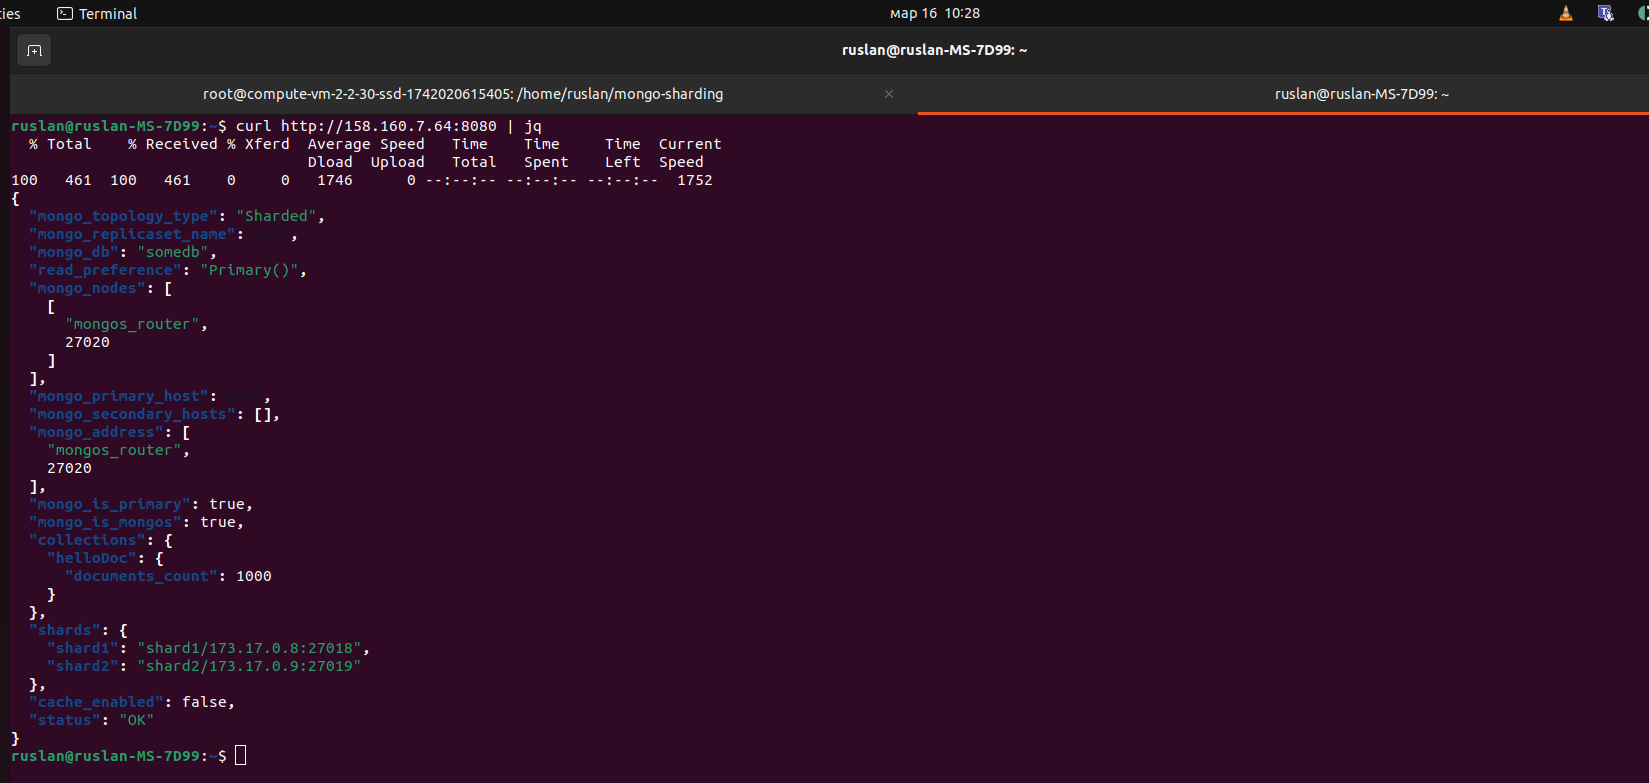 ies Terminal мар 16 10:28
ruslan@ruslan-MS-7D99: ~
root@compute-vm-2-2-30-ssd-1742020615405: /home/ruslan/mongo-sharding × ruslan@ruslan-MS-7D99: ~
ruslan@ruslan-MS-7D99:~$ curl http://158.160.7.64:8080 | jq
  % Total    % Received % Xferd  Average Speed   Time    Time     Time  Current
                                 Dload  Upload   Total   Spent    Left  Speed
100   461  100   461    0     0   1746      0 --:--:-- --:--:-- --:--:--  1752
{
  "mongo_topology_type": "Sharded",
  "mongo_replicaset_name": null,
  "mongo_db": "somedb",
  "read_preference": "Primary()",
  "mongo_nodes": [
    [
      "mongos_router",
      27020
    ]
  ],
  "mongo_primary_host": null,
  "mongo_secondary_hosts": [],
  "mongo_address": [
    "mongos_router",
    27020
  ],
  "mongo_is_primary": true,
  "mongo_is_mongos": true,
  "collections": {
    "helloDoc": {
      "documents_count": 1000
    }
  },
  "shards": {
    "shard1": "shard1/173.17.0.8:27018",
    "shard2": "shard2/173.17.0.9:27019"
  },
  "cache_enabled": false,
  "status": "OK"
}
ruslan@ruslan-MS-7D99:~$